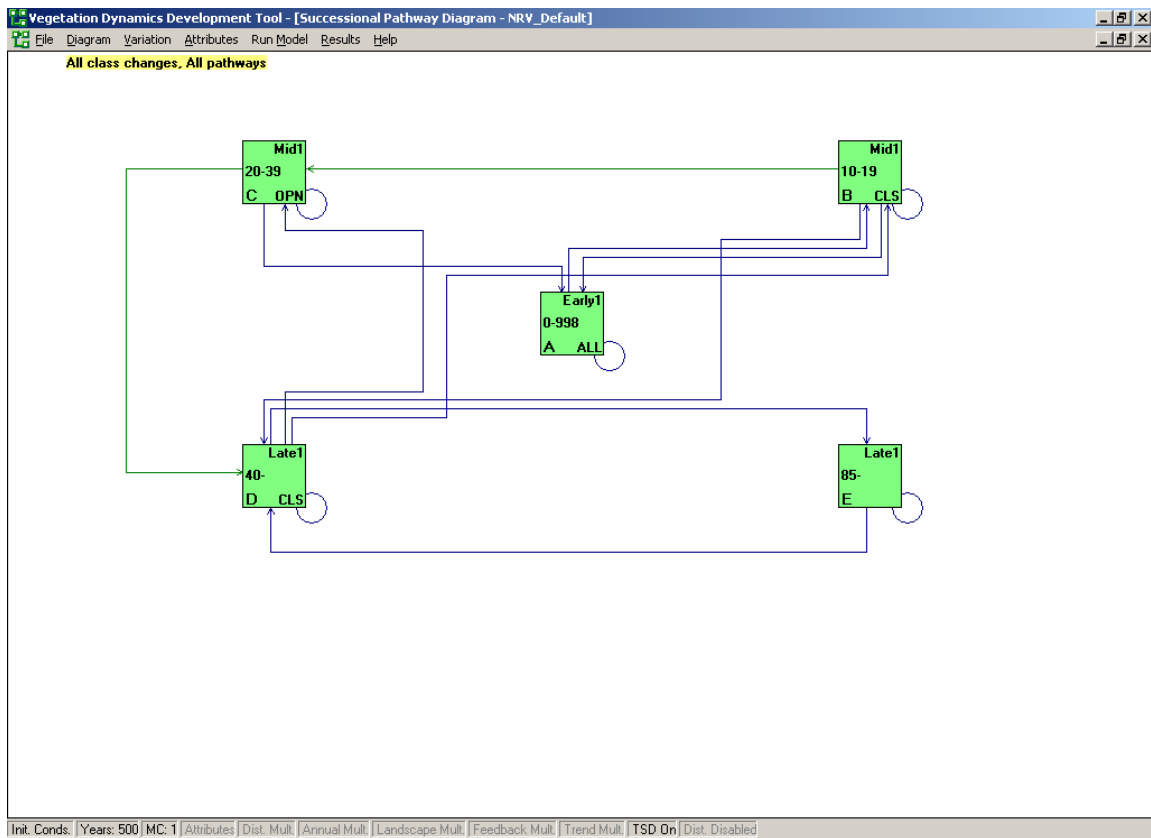 Vegetation Dynamics Development Tool - [Successional Pathway Diagram - NRV_Default]
File Diagram Variation Attributes Run Model Results Help
All class changes, All pathways
Mid1
20-39
C OPN
Mid1
10-19
B CLS
Early1
0-998
A ALL
Late1
40-
D CLS
Late1
85-
E
Init. Conds. Years: 500 MC: 1 Attributes Dist. Mult. Annual Mult. Landscape Mult. Feedback Mult. Trend Mult. TSD On Dist. Disabled